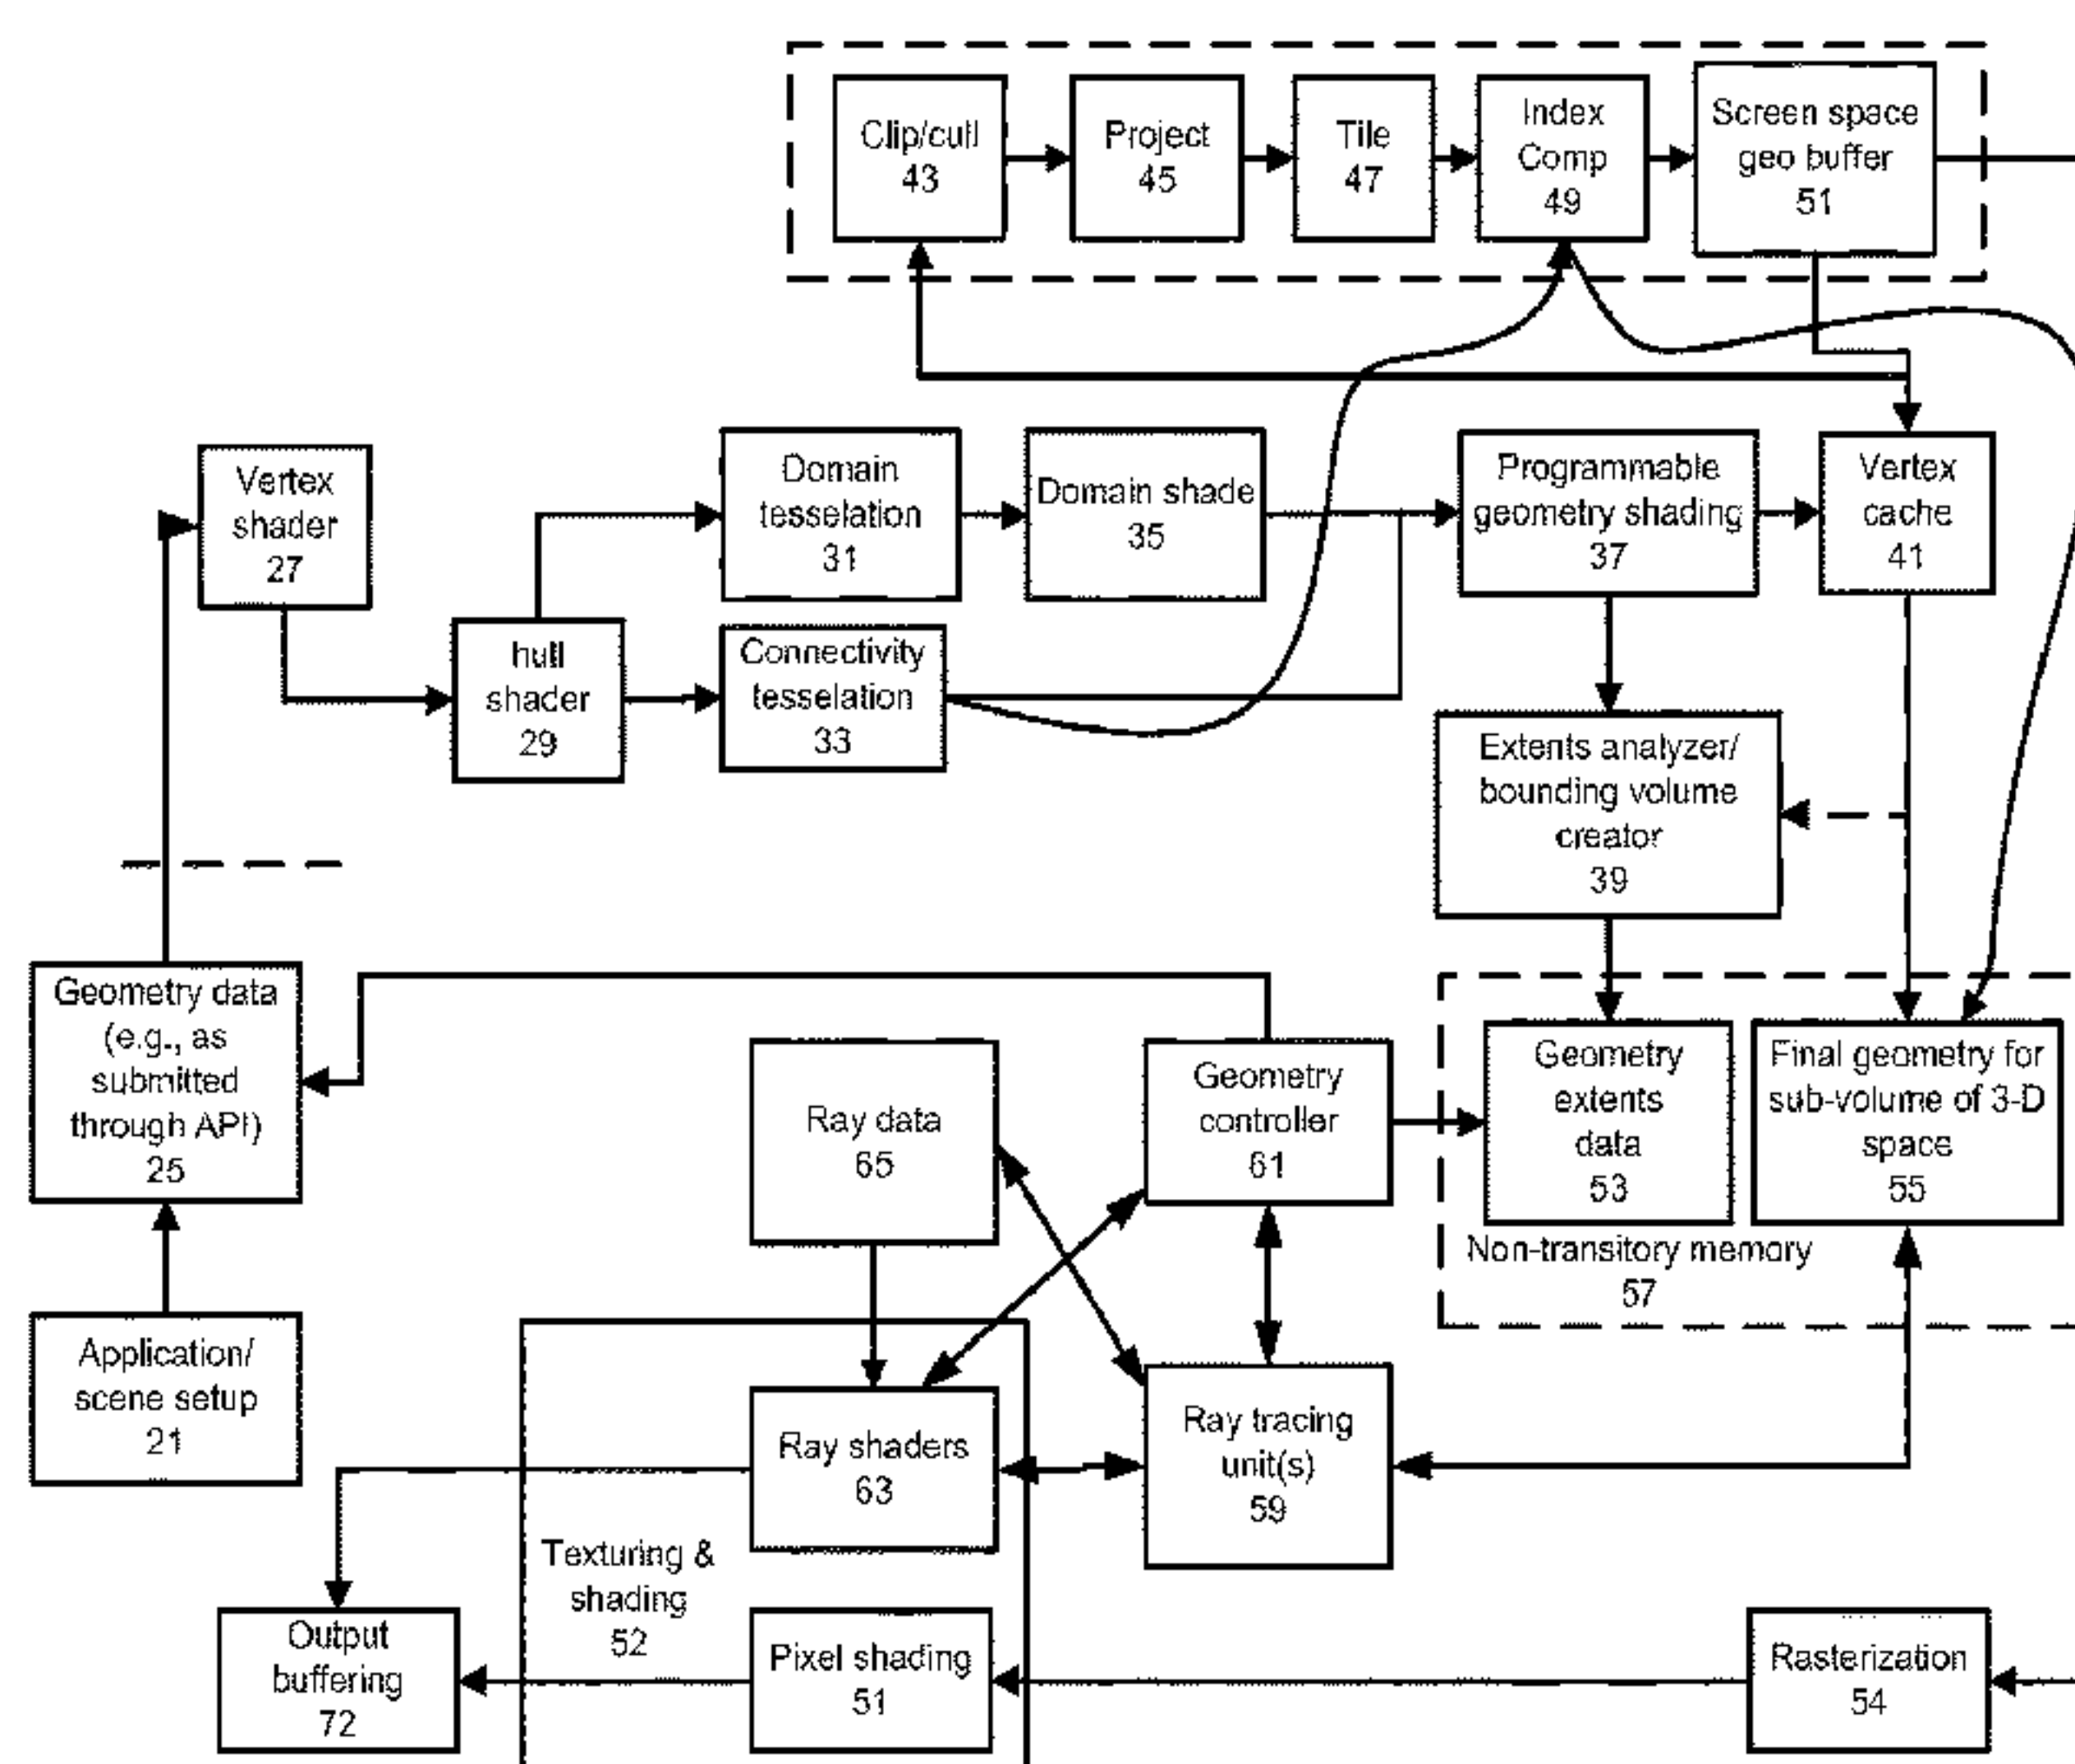 Clip/cull
43
Project
45
Tile
47
Index
Comp
49
Screen space
geo buffer
51
Vertex
shader
27
hull
shader
29
Domain
tesselation
31
Domain shade
35
Connectivity
tesselation
33
Programmable
geometry shading
37
Vertex
cache
41
Extents analyzer/
bounding volume
creator
39
Geometry data
(e.g., as
submitted
through API)
25
Ray data
65
Geometry
controller
61
Geometry
extents
data
53
Final geometry for
sub-volume of 3-D
space
55
Non-transitory memory
57
Application/
scene setup
21
Ray shaders
63
Ray tracing
unit(s)
59
Texturing &
shading
52
Output
buffering
72
Pixel shading
51
Rasterization
54